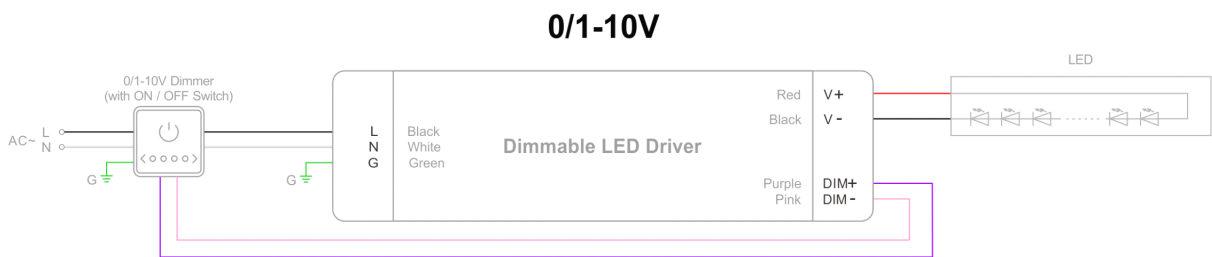 0/1-10V
0/1-10V Dimmer
(with ON / OFF Switch)
AC~ L
N
G
G
L Black
N White
G Green
Dimmable LED Driver
Red V+
Black V-
Purple DIM+
Pink DIM-
LED